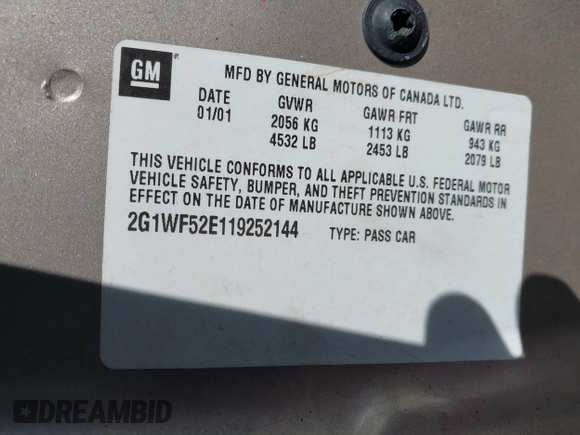 GM
MFD BY GENERAL MOTORS OF CANADA LTD.
DATE GVWR GAWR FRT GAWR RR
01/01 2056 KG 1113 KG 943 KG
4532 LB 2453 LB 2079 LB
THIS VEHICLE CONFORMS TO ALL APPLICABLE U.S. FEDERAL MOTOR
VEHICLE SAFETY, BUMPER, AND THEFT PREVENTION STANDARDS IN
EFFECT ON THE DATE OF MANUFACTURE SHOWN ABOVE.
2G1WF52E119252144 TYPE: PASS CAR
DREAMBID